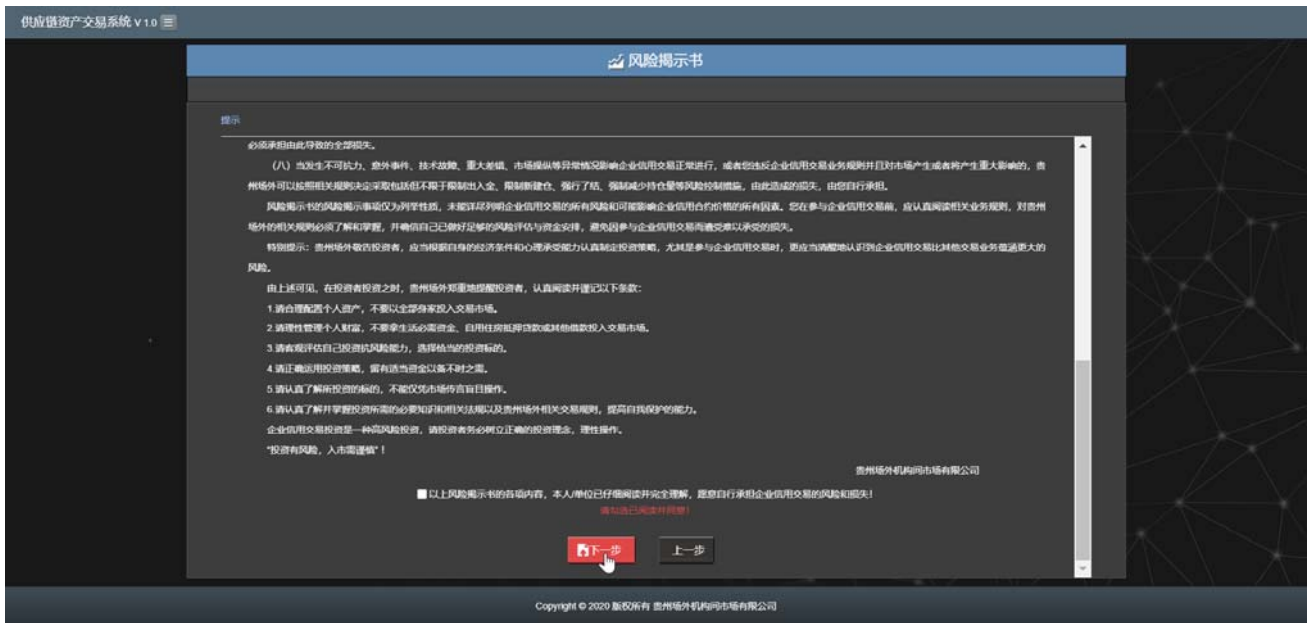 供应链资产交易系统 V 1.0
风险揭示书
提示
必须承担由此导致的全部损失。
（八）当发生不可抗力、意外事件、技术故障、重大差错、市场操纵等异常情况影响企业信用交易正常进行，或者您违反企业信用交易业务规则并且对市场产生或者将产生重大影响的，贵
州场外可以按照相关规则决定采取包括但不限于限制出入金、限制新建仓、强行了结、强制减少持仓量等风险控制措施，由此造成的损失，由您自行承担。
风险揭示书的风险揭示事项仅为列举性质，未能详尽列明企业信用交易的所有风险和可能影响企业信用合约价格的所有因素。您在参与企业信用交易前，应认真阅读相关业务规则，对贵州
场外的相关规则必须了解和掌握，并确信自己已做好足够的风险评估与资金安排，避免因参与企业信用交易而遭受难以承受的损失。
特别提示：贵州场外敬告投资者，应当根据自身的经济条件和心理承受能力认真制定投资策略，尤其是参与企业信用交易时，更应当清醒地认识到企业信用交易比其他交易业务蕴涵更大的
风险。
由上述可见，在投资者投资之时，贵州场外郑重地提醒投资者，认真阅读并谨记以下条款：
1.请合理配置个人资产，不要以全部身家投入交易市场。
2.请理性管理个人财富，不要拿生活必需资金、自用住房抵押贷款或其他借款投入交易市场。
3.请客观评估自己投资抗风险能力，选择恰当的投资标的。
4.请正确运用投资策略，留有适当资金以备不时之需。
5.请认真了解所投资的标的，不能仅凭市场传言盲目操作。
6.请认真了解并掌握投资所需的必要知识和相关法规以及贵州场外相关交易规则，提高自我保护的能力。
企业信用交易投资是一种高风险投资，请投资者务必树立正确的投资理念，理性操作。
“投资有风险，入市需谨慎”！
贵州场外机构间市场有限公司
以上风险揭示书的各项内容，本人/单位已仔细阅读并完全理解，愿意自行承担企业信用交易的风险和损失！
请勾选已阅读并同意！
下一步
上一步
Copyright © 2020 版权所有 贵州场外机构间市场有限公司